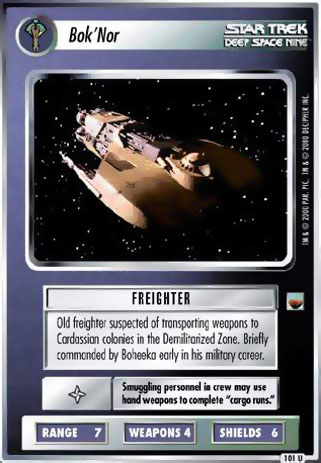 Bok'Nor
STAR TREK
DEEP SPACE NINE
TM & © 2000 PAR. PIC. TM & © 2000 DECIPHER INC.
FREIGHTER
Old freighter suspected of transporting weapons to
Cardassian colonies in the Demilitarized Zone. Briefly
commanded by Boheeka early in his military career.
Smuggling personnel in crew may use
hand weapons to complete "cargo runs."
RANGE 7 WEAPONS 4 SHIELDS 6
101 U